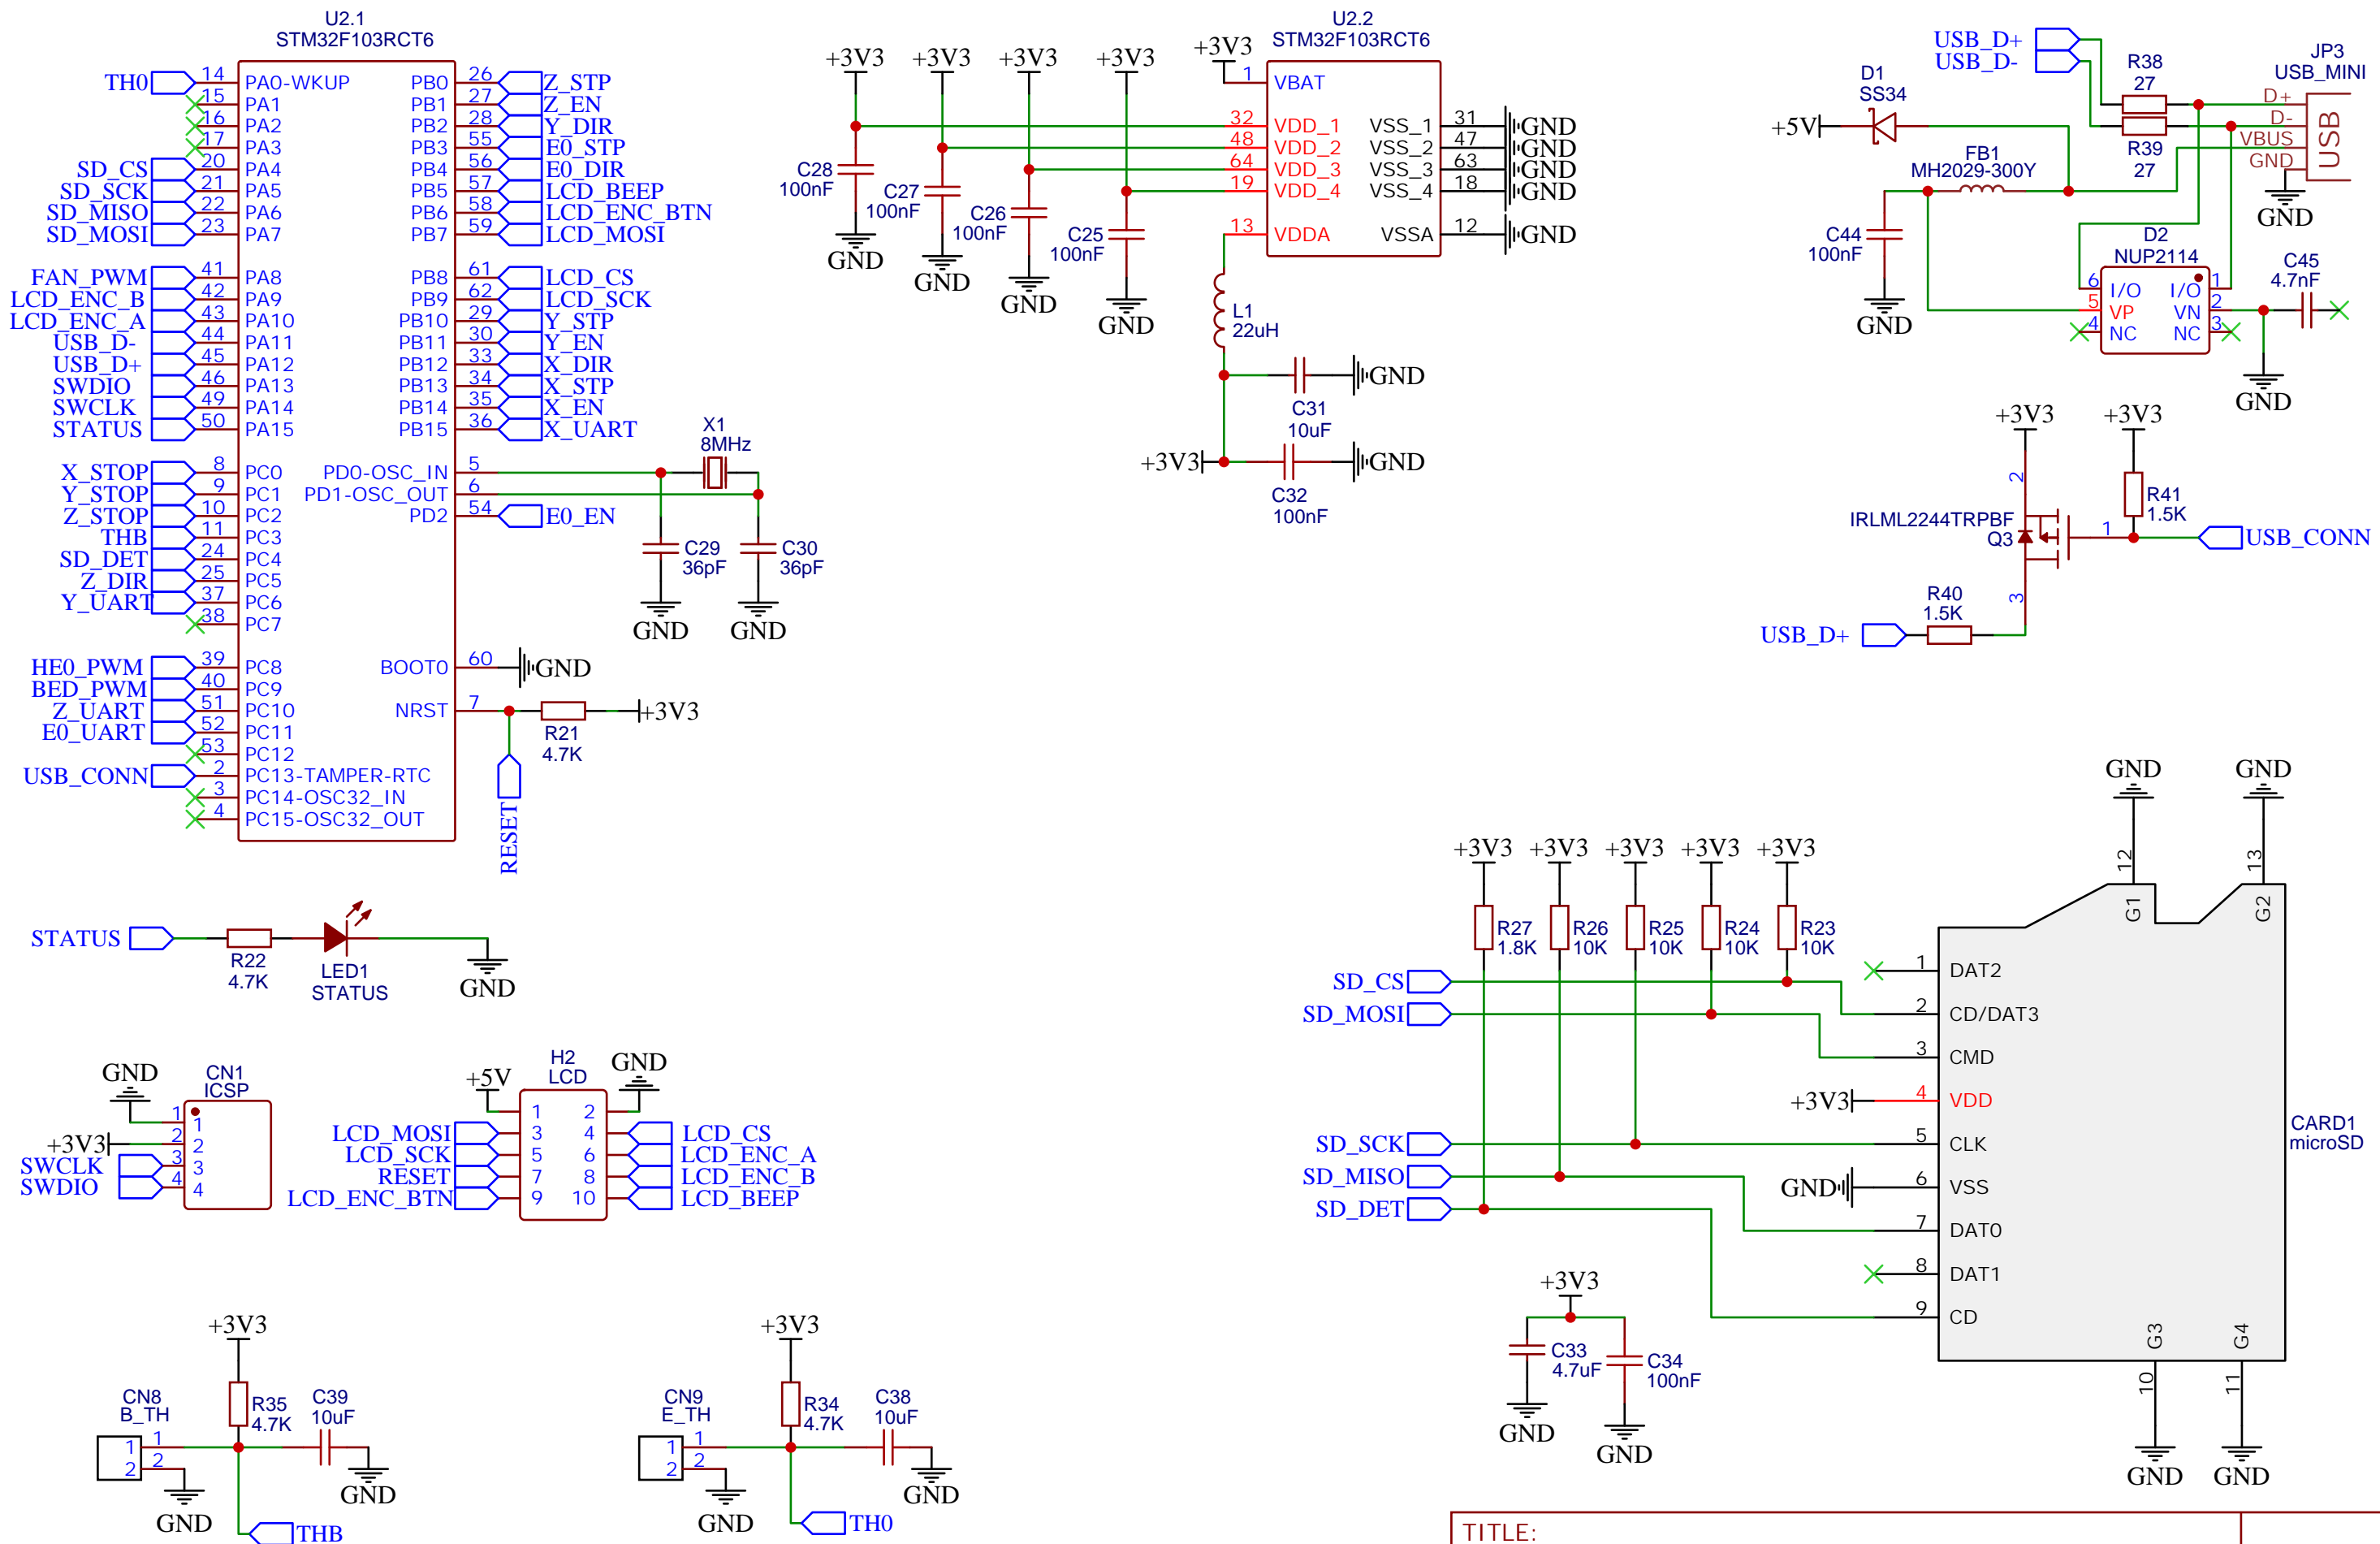 U2.1
STM32F103RCT6
TH0 14 PA0-WKUP PB0 26 Z_STP
15 PA1 PB1 27 Z_EN
16 PA2 PB2 28 Y_DIR
17 PA3 PB3 55 E0_STP
SD_CS 20 PA4 PB4 56 E0_DIR
SD_SCK 21 PA5 PB5 57 LCD_BEEP
SD_MISO 22 PA6 PB6 58 LCD_ENC_BTN
SD_MOSI 23 PA7 PB7 59 LCD_MOSI
FAN_PWM 41 PA8 PB8 61 LCD_CS
LCD_ENC_B 42 PA9 PB9 62 LCD_SCK
LCD_ENC_A 43 PA10 PB10 29 Y_STP
USB_D- 44 PA11 PB11 30 Y_EN
USB_D+ 45 PA12 PB12 33 X_DIR
SWDIO 46 PA13 PB13 34 X_STP
SWCLK 49 PA14 PB14 35 X_EN
STATUS 50 PA15 PB15 36 X_UART
X_STOP 8 PC0 PD0-OSC_IN 5
Y_STOP 9 PC1 PD1-OSC_OUT 6
Z_STOP 10 PC2 PD2 54 E0_EN
THB 11 PC3
SD_DET 24 PC4
Z_DIR 25 PC5
Y_UART 37 PC6
38 PC7
HE0_PWM 39 PC8 BOOT0 60 GND
BED_PWM 40 PC9
Z_UART 51 PC10 NRST 7 +3V3
E0_UART 52 PC11
53 PC12
USB_CONN 2 PC13-TAMPER-RTC
3 PC14-OSC32_IN
4 PC15-OSC32_OUT
R21
4.7K
RESET
X1
8MHz
C29
36pF
C30
36pF
GND GND
U2.2
STM32F103RCT6
+3V3 +3V3 +3V3 +3V3 +3V3
1 VBAT
32 VDD_1 VSS_1 31 GND
48 VDD_2 VSS_2 47 GND
64 VDD_3 VSS_3 63 GND
19 VDD_4 VSS_4 18 GND
13 VDDA VSSA 12 GND
C28
100nF
C27
100nF
C26
100nF
C25
100nF
GND GND GND GND
L1
22uH
GND
C31
10uF
+3V3 GND
C32
100nF
USB_D+
USB_D-
R38
27
R39
27
JP3
USB_MINI
D+
D-
VBUS
GND
USB
GND
D1
SS34
+5V
FB1
MH2029-300Y
C44
100nF
GND
D2
NUP2114
6 I/O I/O 1
5 VP VN 2
4 NC NC 3
C45
4.7nF
GND
+3V3 +3V3
2
R41
1.5K
IRLML2244TRPBF
Q3
1
USB_CONN
3
R40
1.5K
USB_D+
STATUS
R22
4.7K
LED1
STATUS
GND
GND
CN1
ICSP
1 1
+3V3 2 2
SWCLK 3 3
SWDIO 4 4
H2
LCD
+5V 1 2 GND
LCD_MOSI 3 4 LCD_CS
LCD_SCK 5 6 LCD_ENC_A
RESET 7 8 LCD_ENC_B
LCD_ENC_BTN 9 10 LCD_BEEP
+3V3
CN8
B_TH
R35
4.7K
C39
10uF
1 1
2 2
GND GND
THB
+3V3
CN9
E_TH
R34
4.7K
C38
10uF
1 1
2 2
GND GND
TH0
GND GND
12 13
G1 G2
+3V3 +3V3 +3V3 +3V3 +3V3
R27
1.8K
R26
10K
R25
10K
R24
10K
R23
10K
SD_CS
SD_MOSI
SD_SCK
SD_MISO
SD_DET
1 DAT2
2 CD/DAT3
3 CMD
+3V3 4 VDD
5 CLK
GND 6 VSS
7 DAT0
8 DAT1
9 CD
CARD1
microSD
G3 G4
10 11
GND GND
+3V3
C33
4.7uF
C34
100nF
GND GND
TITLE: